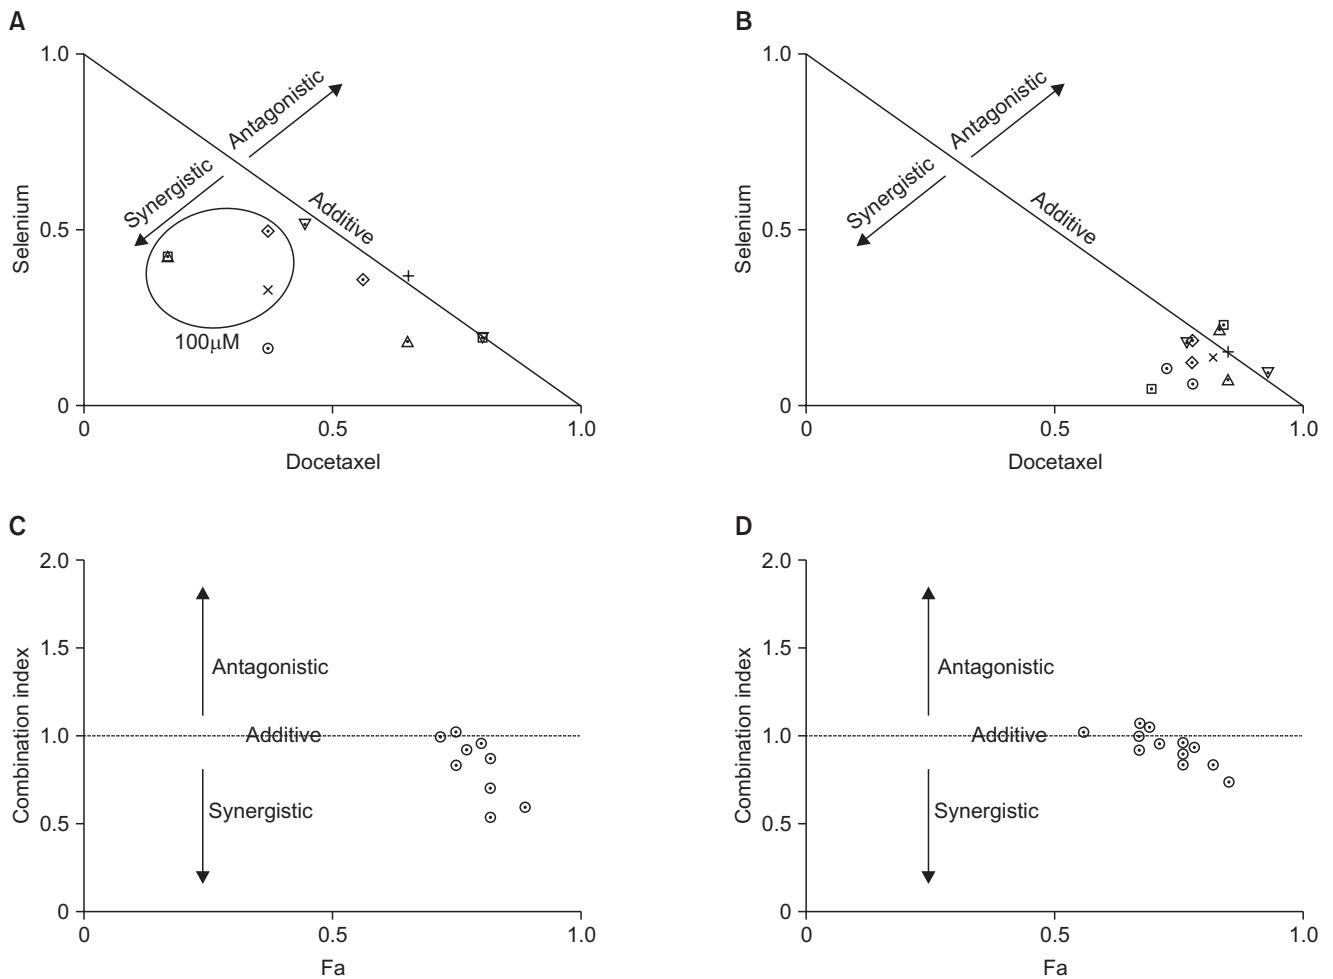 A
1.0
Selenium
0.5
0
Antagonistic
Synergistic
Additive
100μM
0
0.5
1.0
Docetaxel
B
1.0
Selenium
0.5
0
Antagonistic
Synergistic
Additive
0
0.5
1.0
Docetaxel
C
2.0
1.5
1.0
0.5
0
Combination index
Antagonistic
Additive
Synergistic
0
0.5
1.0
Fa
D
2.0
1.5
1.0
0.5
0
Combination index
Antagonistic
Additive
Synergistic
0
0.5
1.0
Fa